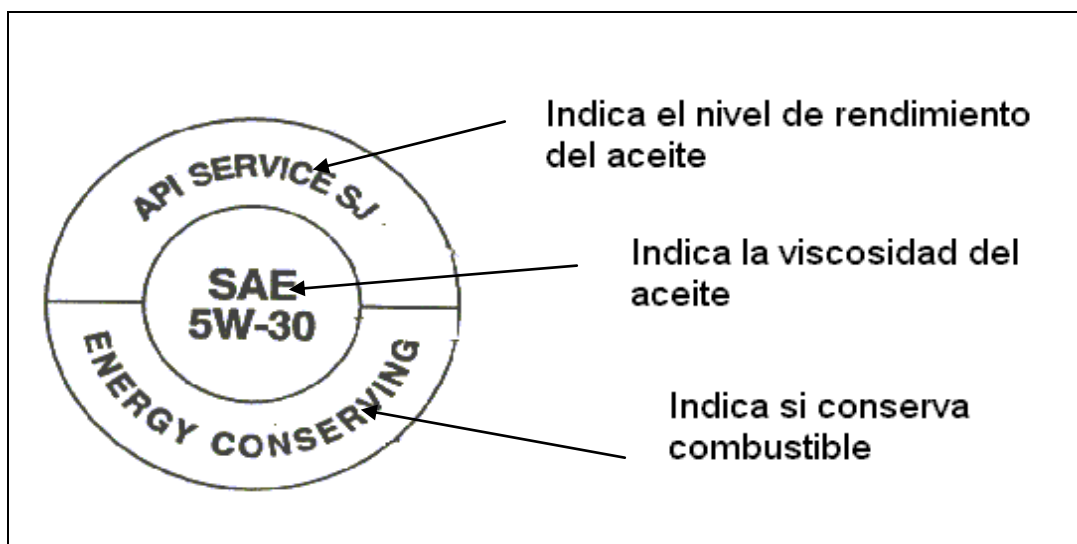 Indica el nivel de rendimiento
del aceite
API SERVICE SJ
Indica la viscosidad del
aceite
SAE
5W-30
ENERGY CONSERVING
Indica si conserva
combustible